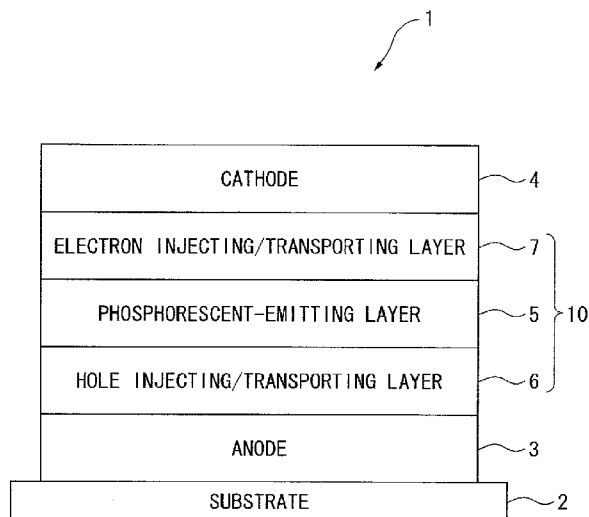 1
CATHODE 4
ELECTRON INJECTING/TRANSPORTING LAYER 7
PHOSPHORESCENT-EMITTING LAYER 5 10
HOLE INJECTING/TRANSPORTING LAYER 6
ANODE 3
SUBSTRATE 2